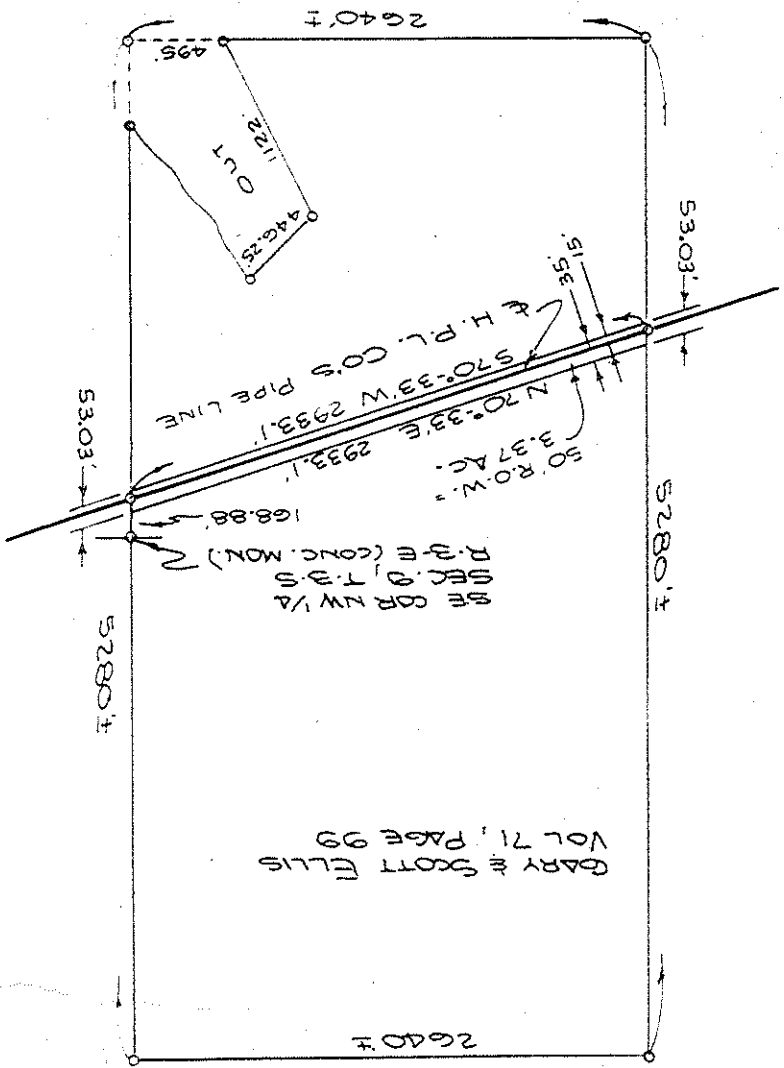 2640'±
GARY & SCOTT ELLIS
VOL 71, PAGE 99
5280'±
SE COR NW 1/4
SEC. 9, T-3-S
R-3-E (CONC. MON.)
168.88'
5280'±
53.03'
50' R.O.W. =
3.37 AC.
N 70°-33'E 2933.1'
S 70°-33'W 2933.1'
℄ H.P.L. CO'S PIPE LINE
35'
15'
53.03'
446.25'
OUT
1122'
495'
2640'±